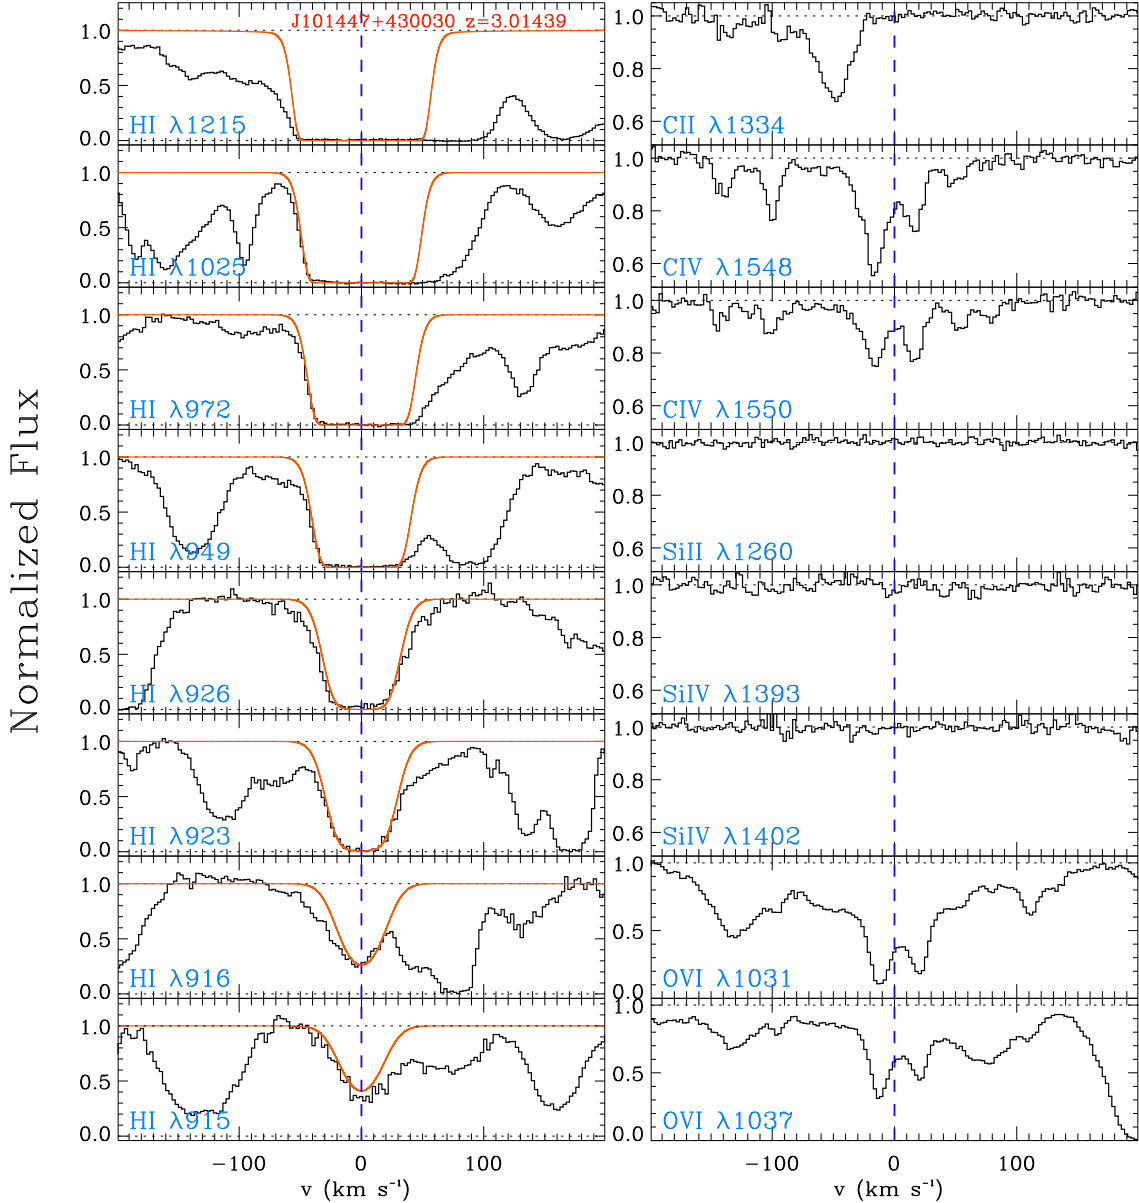 J101447+430030 z=3.01439
1.0
0.5
0.0
HI λ1215
1.0
0.5
0.0
HI λ1025
1.0
0.5
0.0
HI λ972
1.0
0.5
0.0
HI λ949
1.0
0.5
0.0
HI λ926
1.0
0.5
0.0
HI λ923
1.0
0.5
0.0
HI λ916
1.0
0.5
0.0
HI λ915
−100 0 100
v (km s⁻¹)
Normalized Flux
1.0
0.8
0.6
CII λ1334
1.0
0.8
0.6
CIV λ1548
1.0
0.8
0.6
CIV λ1550
1.0
0.8
0.6
SiII λ1260
1.0
0.8
0.6
SiIV λ1393
1.0
0.8
0.6
SiIV λ1402
1.0
0.5
0.0
OVI λ1031
1.0
0.5
0.0
OVI λ1037
−100 0 100
v (km s⁻¹)